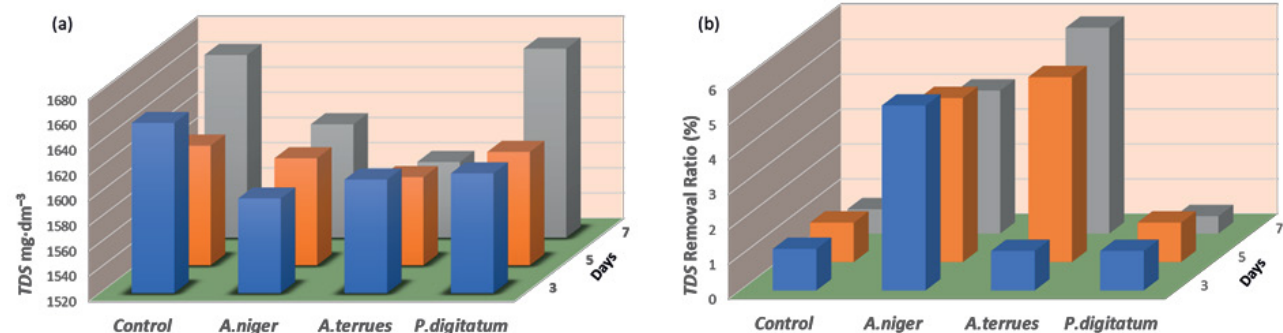 (a)
1680
1660
1640
1620
1600
1580
1560
1540
1520
TDS mg·dm⁻³
Control A.niger A.terrues P.digitatum
3
5
7
Days
(b)
6
5
4
3
2
1
0
TDS Removal Ratio (%)
Control A.niger A.terrues P.digitatum
3
5
7
Days